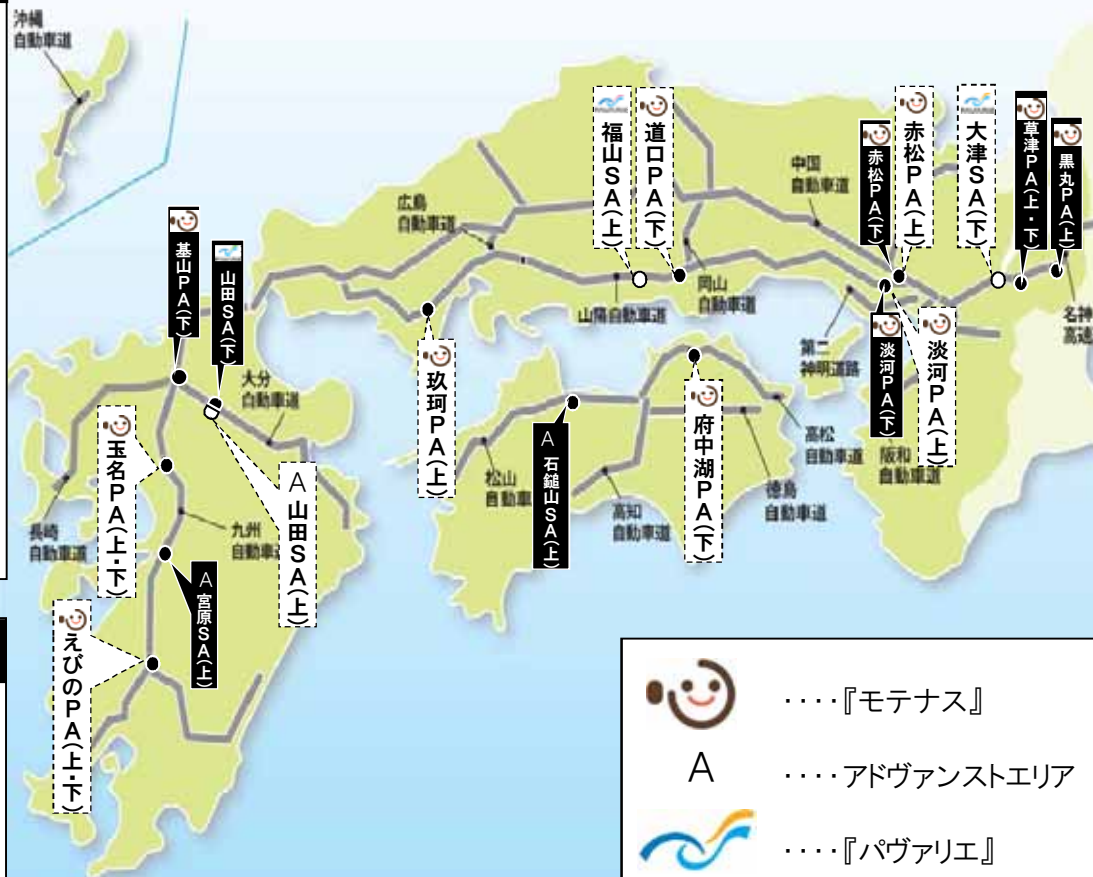 沖縄
自動車道
福山SA(上)
道口PA(下)
赤松PA(下)
赤松PA(上)
大津SA(下)
草津PA(上・下)
黒丸PA(上)
中国
自動車道
広島
自動車道
基山PA(下)
山田SA(下)
岡山
自動車道
山陽自動車道
名神
高速
第二
神明道路
淡河PA(下)
淡河PA(上)
玖珂PA(上)
大分
自動車道
府中湖PA(下)
高松
自動車道
阪和
自動車道
玉名PA(上・下)
A 山田SA(上)
松山
自動車
A 石鎚山SA(上)
高知
自動車道
徳島
自動車道
長崎
自動車道
九州
自動車道
A 宮原SA(上)
えびのPA(上・下)
・・・・『モテナス』
A ・・・・アドヴァンストエリア
・・・・『パヴァリエ』